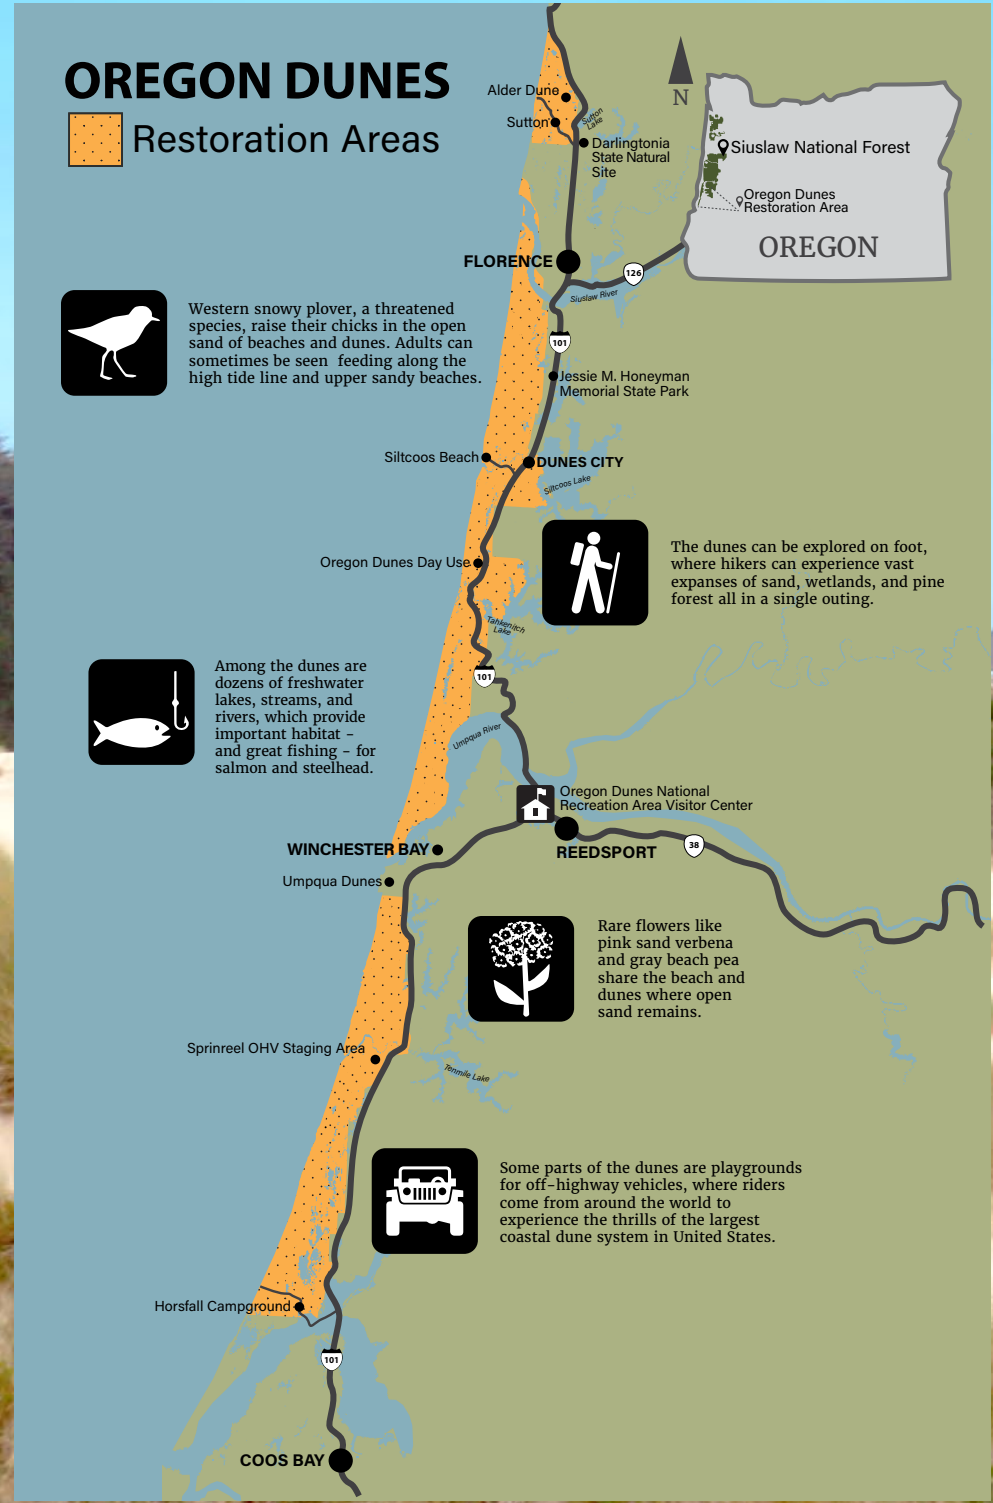 OREGON DUNES
Restoration Areas
Alder Dune
Sutton
Sutton
Lake
Darlingtonia
State Natural
Site
N
Siuslaw National Forest
Oregon Dunes
Restoration Area
OREGON
FLORENCE
126
Siuslaw River
101
Western snowy plover, a threatened
species, raise their chicks in the open
sand of beaches and dunes. Adults can
sometimes be seen  feeding along the
high tide line and upper sandy beaches.
Jessie M. Honeyman
Memorial State Park
Siltcoos Beach
DUNES CITY
Siltcoos Lake
Oregon Dunes Day Use
The dunes can be explored on foot,
where hikers can experience vast
expanses of sand, wetlands, and pine
forest all in a single outing.
Tahkenitch
Lake
101
Among the dunes are
dozens of freshwater
lakes, streams, and
rivers, which provide
important habitat -
and great fishing - for
salmon and steelhead.
Umpqua River
Oregon Dunes National
Recreation Area Visitor Center
WINCHESTER BAY
REEDSPORT
38
Umpqua Dunes
Rare flowers like
pink sand verbena
and gray beach pea
share the beach and
dunes where open
sand remains.
Sprinreel OHV Staging Area
Tenmile Lake
Some parts of the dunes are playgrounds
for off-highway vehicles, where riders
come from around the world to
experience the thrills of the largest
coastal dune system in United States.
Horsfall Campground
101
COOS BAY